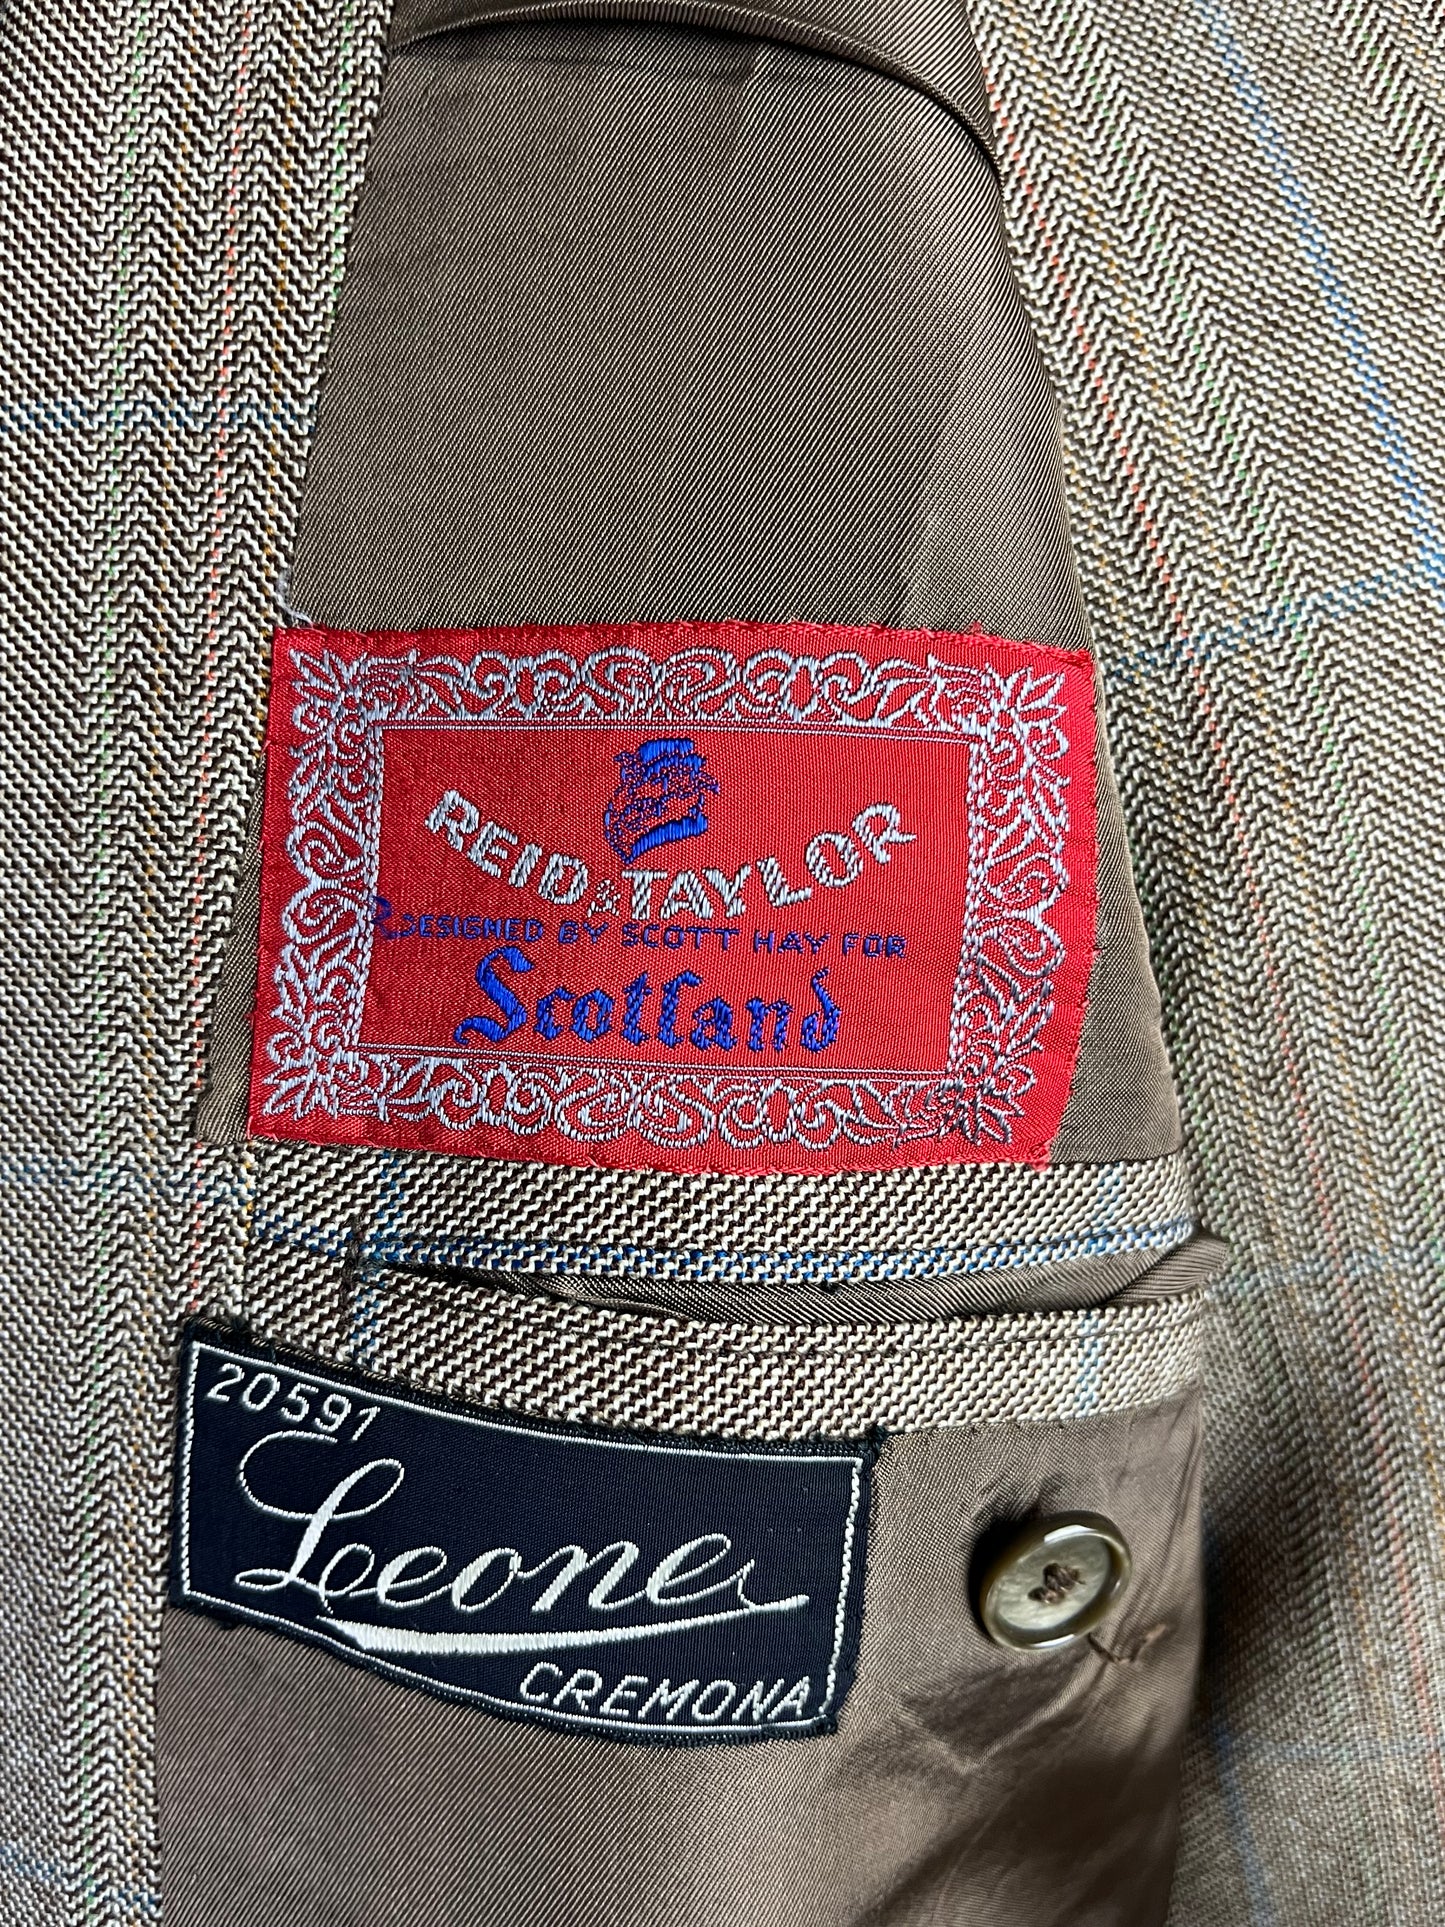 REID & TAYLOR
DESIGNED BY SCOTT HAY FOR
Scotland
20591
Leone
CREMONA